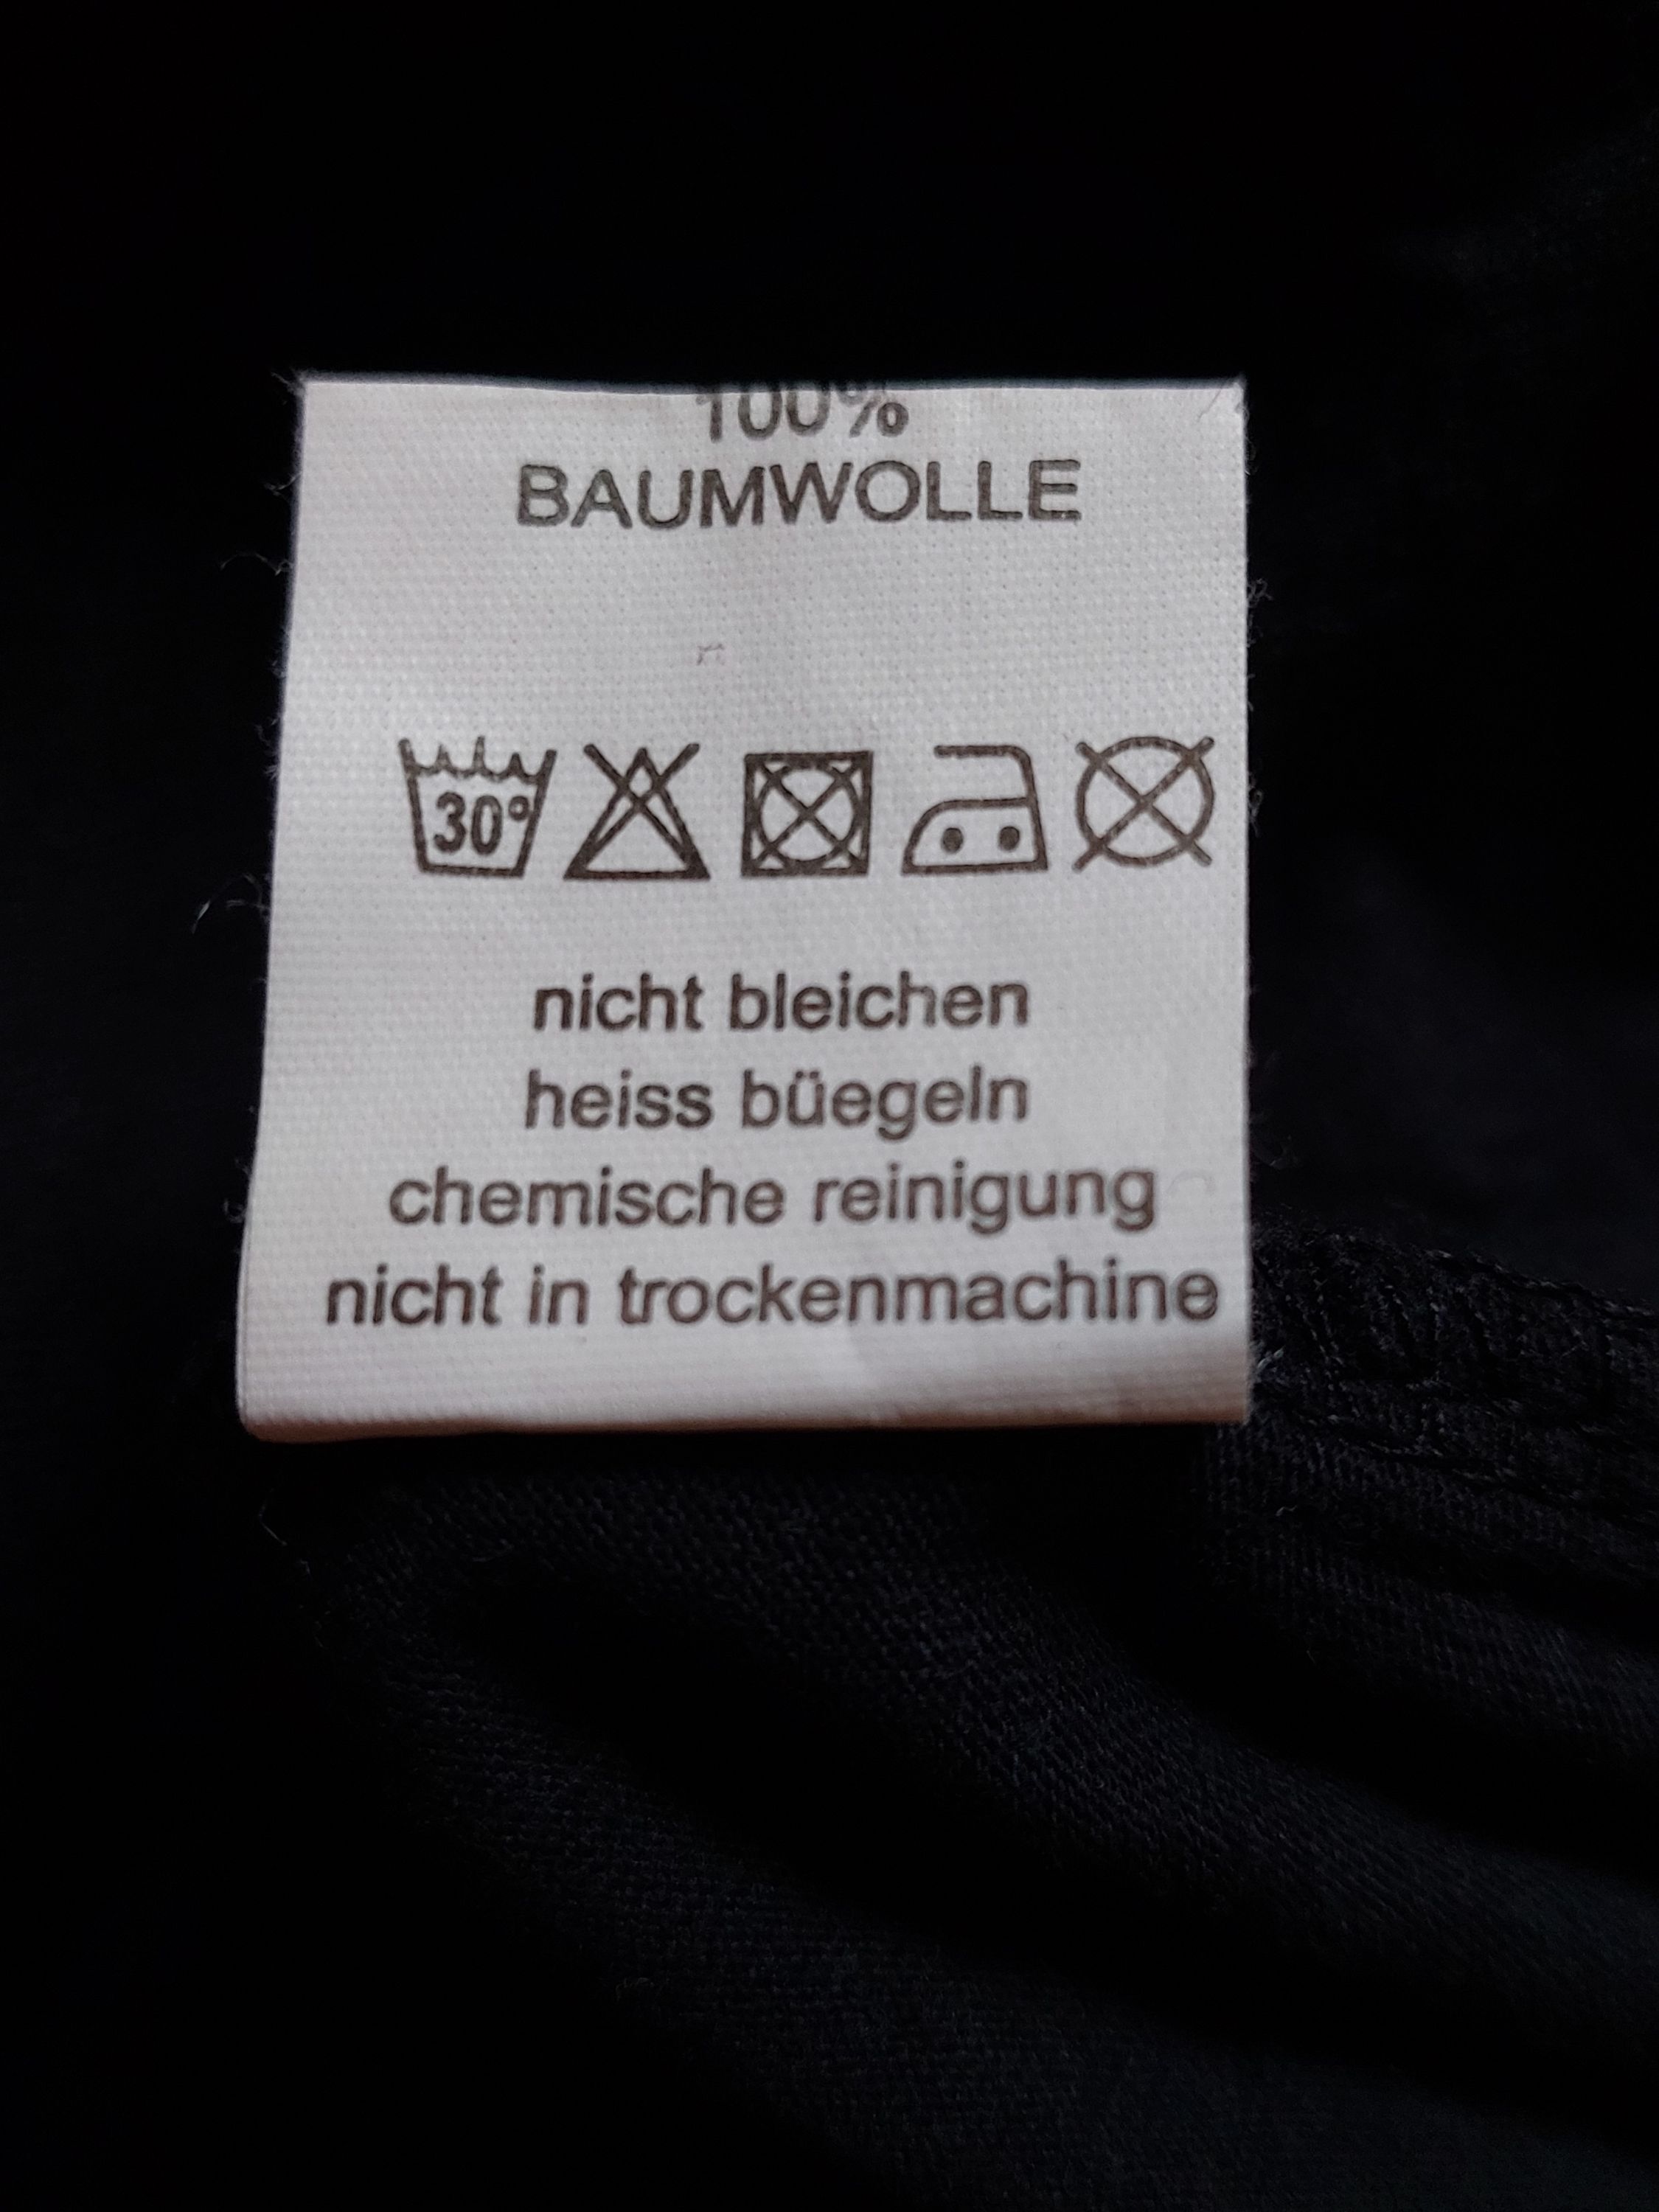 100%
BAUMWOLLE
30°
nicht bleichen
heiss büegeln
chemische reinigung
nicht in trockenmachine